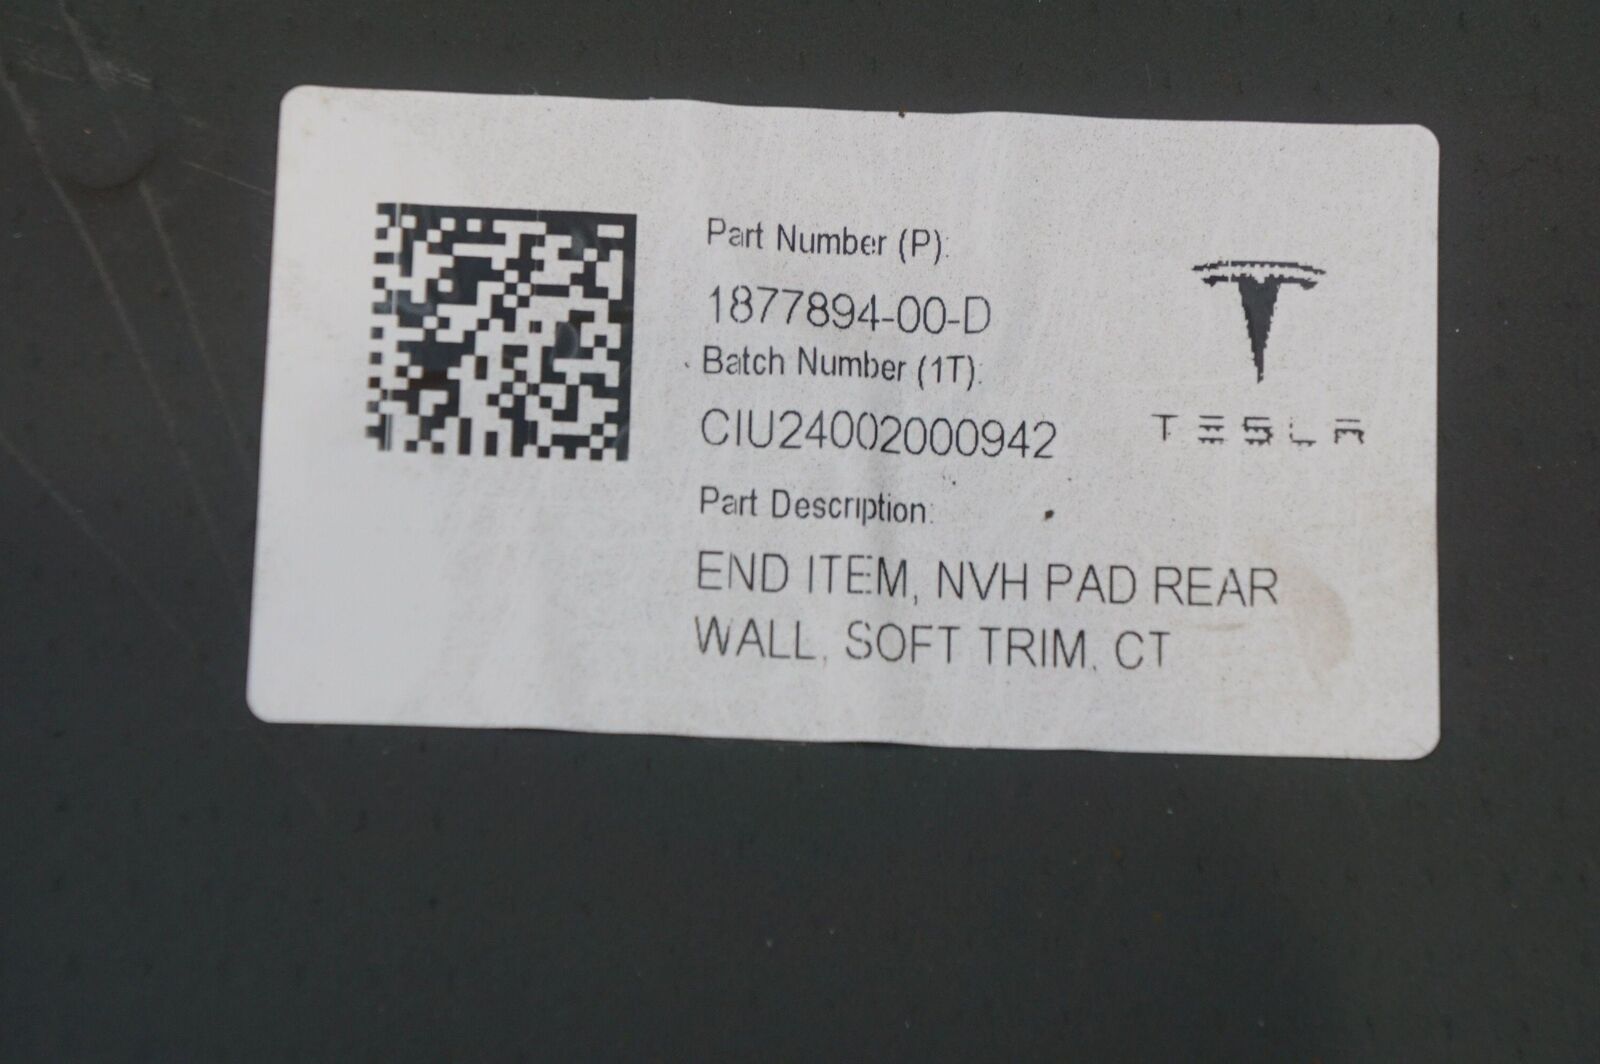 Part Number (P):
1877894-00-D
Batch Number (1T):
CIU24002000942
TESLA
Part Description:
END ITEM, NVH PAD REAR
WALL, SOFT TRIM, CT